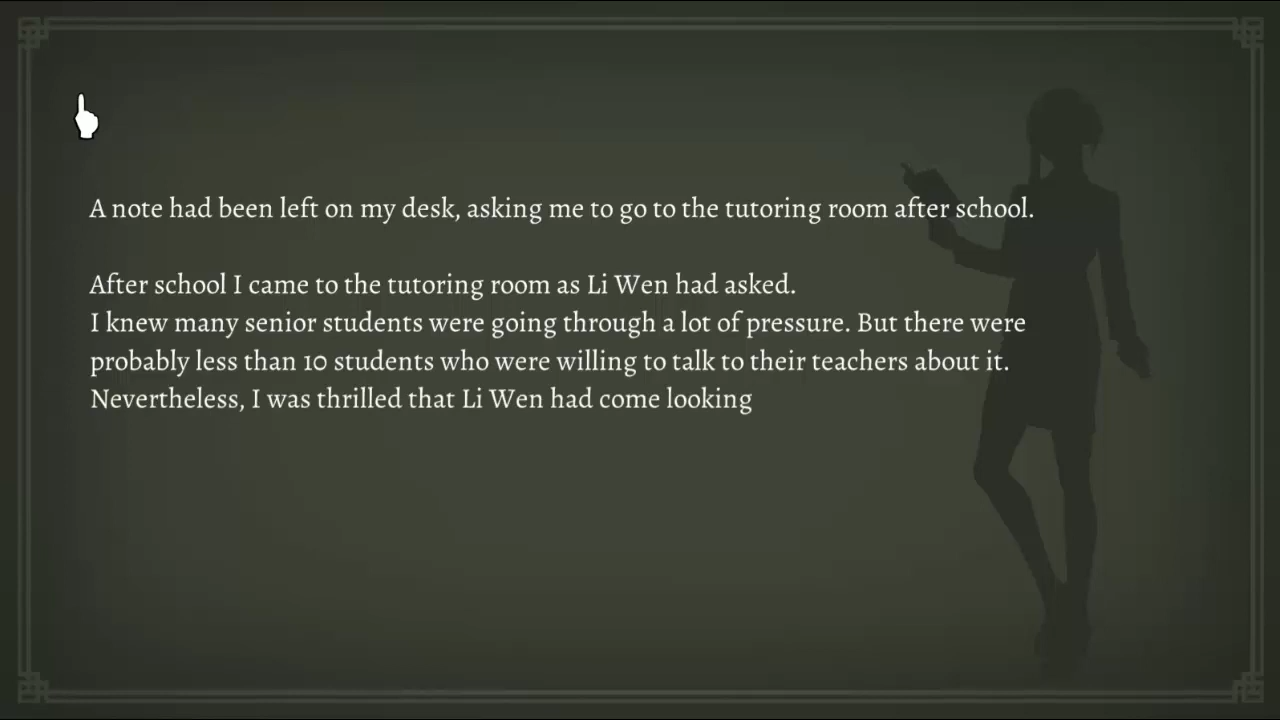 A note had been left on my desk, asking me to go to the tutoring room after school.
After school I came to the tutoring room as Li Wen had asked.
I knew many senior students were going through a lot of pressure. But there were
probably less than 10 students who were willing to talk to their teachers about it.
Nevertheless, I was thrilled that Li Wen had come looking